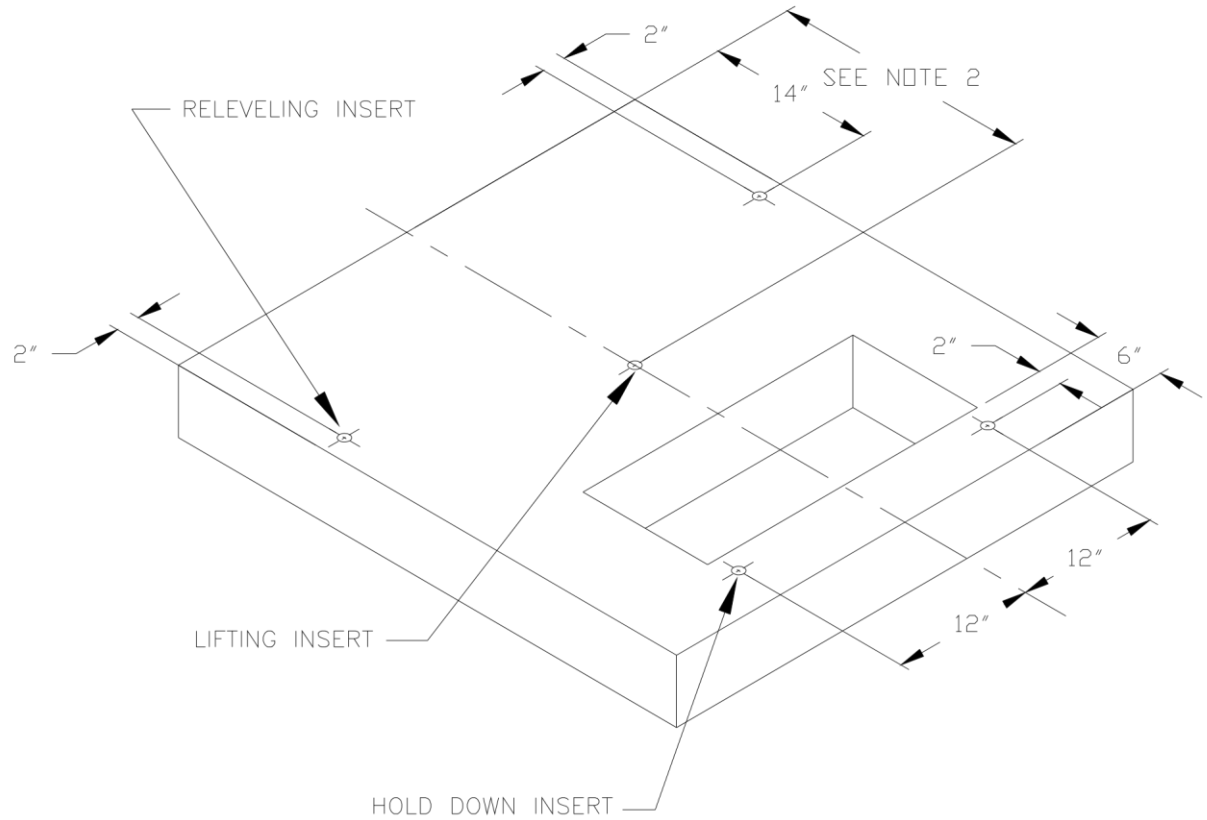 2"
SEE NOTE 2
14"
RELEVELING INSERT
2"
2"
6"
12"
12"
LIFTING INSERT
HOLD DOWN INSERT